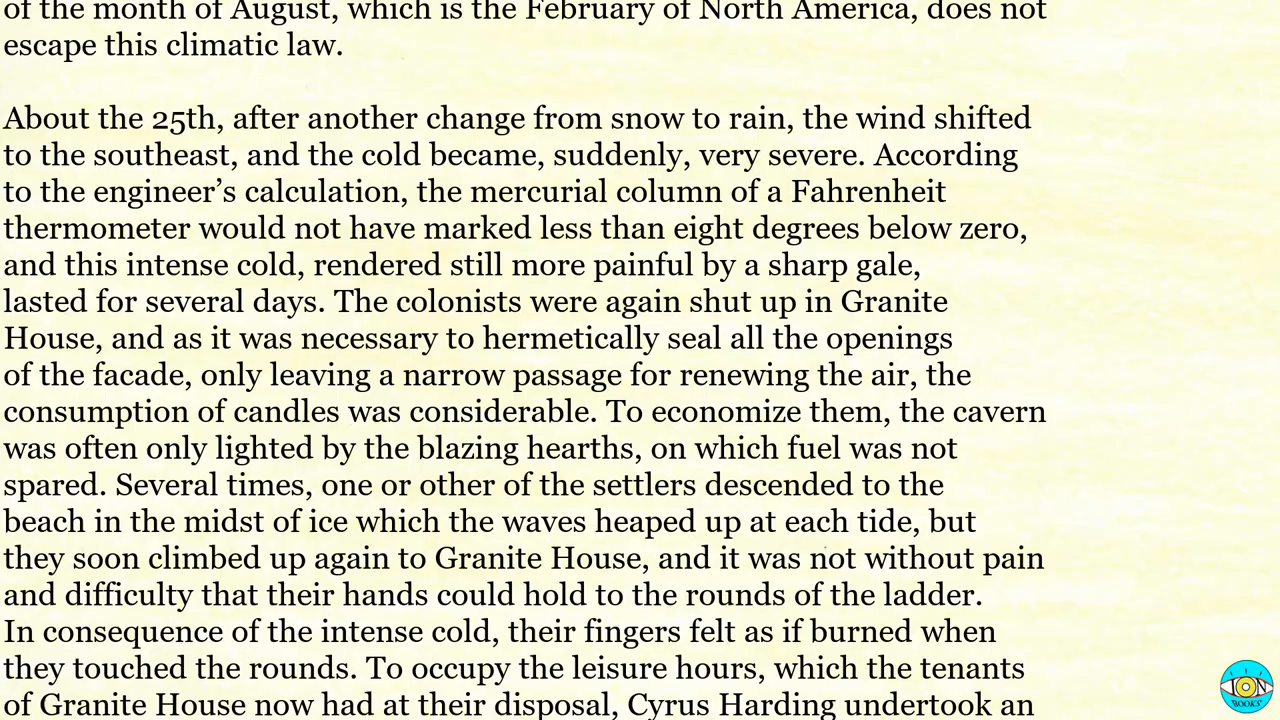 of the month of August, which is the February of North America, does not
escape this climatic law.
About the 25th, after another change from snow to rain, the wind shifted
to the southeast, and the cold became, suddenly, very severe. According
to the engineer’s calculation, the mercurial column of a Fahrenheit
thermometer would not have marked less than eight degrees below zero,
and this intense cold, rendered still more painful by a sharp gale,
lasted for several days. The colonists were again shut up in Granite
House, and as it was necessary to hermetically seal all the openings
of the facade, only leaving a narrow passage for renewing the air, the
consumption of candles was considerable. To economize them, the cavern
was often only lighted by the blazing hearths, on which fuel was not
spared. Several times, one or other of the settlers descended to the
beach in the midst of ice which the waves heaped up at each tide, but
they soon climbed up again to Granite House, and it was not without pain
and difficulty that their hands could hold to the rounds of the ladder.
In consequence of the intense cold, their fingers felt as if burned when
they touched the rounds. To occupy the leisure hours, which the tenants
of Granite House now had at their disposal, Cyrus Harding undertook an
ION
BOOKS